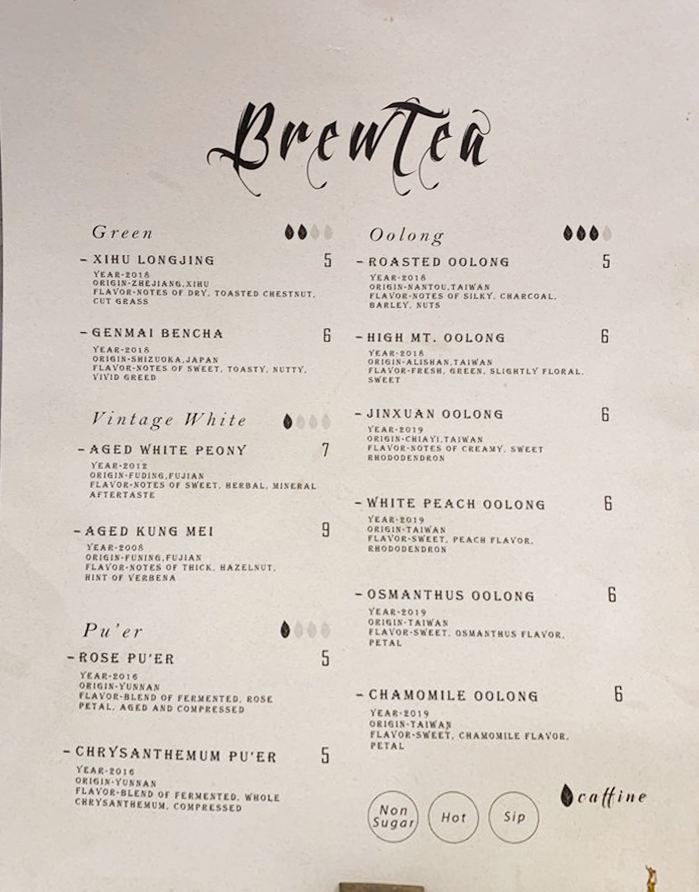 BrewTea
Green
– XIHU LONGJING 5
YEAR-2018
ORIGIN-ZHEJIANG,XIHU
FLAVOR-NOTES OF DRY, TOASTED CHESTNUT,
CUT GRASS
– GENMAI BENCHA 6
YEAR-2018
ORIGIN-SHIZUOKA,JAPAN
FLAVOR-NOTES OF SWEET, TOASTY, NUTTY,
VIVID GREED
Vintage White
– AGED WHITE PEONY 7
YEAR-2012
ORIGIN-FUDING,FUJIAN
FLAVOR-NOTES OF SWEET, HERBAL, MINERAL
AFTERTASTE
– AGED KUNG MEI 9
YEAR-2008
ORIGIN-FUNING,FUJIAN
FLAVOR-NOTES OF THICK, HAZELNUT,
HINT OF VERBENA
Pu'er
– ROSE PU'ER 5
YEAR-2016
ORIGIN-YUNNAN
FLAVOR-BLEND OF FERMENTED, ROSE
PETAL, AGED AND COMPRESSED
– CHRYSANTHEMUM PU'ER 5
YEAR-2016
ORIGIN-YUNNAN
FLAVOR-BLEND OF FERMENTED, WHOLE
CHRYSANTHEMUM, COMPRESSED
Oolong
– ROASTED OOLONG 5
YEAR-2018
ORIGIN-NANTOU,TAIWAN
FLAVOR-NOTES OF SILKY, CHARCOAL,
BARLEY, NUTS
– HIGH MT. OOLONG 6
YEAR-2018
ORIGIN-ALISHAN,TAIWAN
FLAVOR-FRESH, GREEN, SLIGHTLY FLORAL,
SWEET
– JINXUAN OOLONG 6
YEAR-2019
ORIGIN-CHIAYI,TAIWAN
FLAVOR-NOTES OF CREAMY, SWEET
RHODODENDRON
– WHITE PEACH OOLONG 6
YEAR-2019
ORIGIN-TAIWAN
FLAVOR-SWEET, PEACH FLAVOR,
RHODODENDRON
– OSMANTHUS OOLONG 6
YEAR-2019
ORIGIN-TAIWAN
FLAVOR-SWEET, OSMANTHUS FLAVOR,
PETAL
– CHAMOMILE OOLONG 6
YEAR-2019
ORIGIN-TAIWAN
FLAVOR-SWEET, CHAMOMILE FLAVOR,
PETAL
caffine
Non
Sugar
Hot
Sip